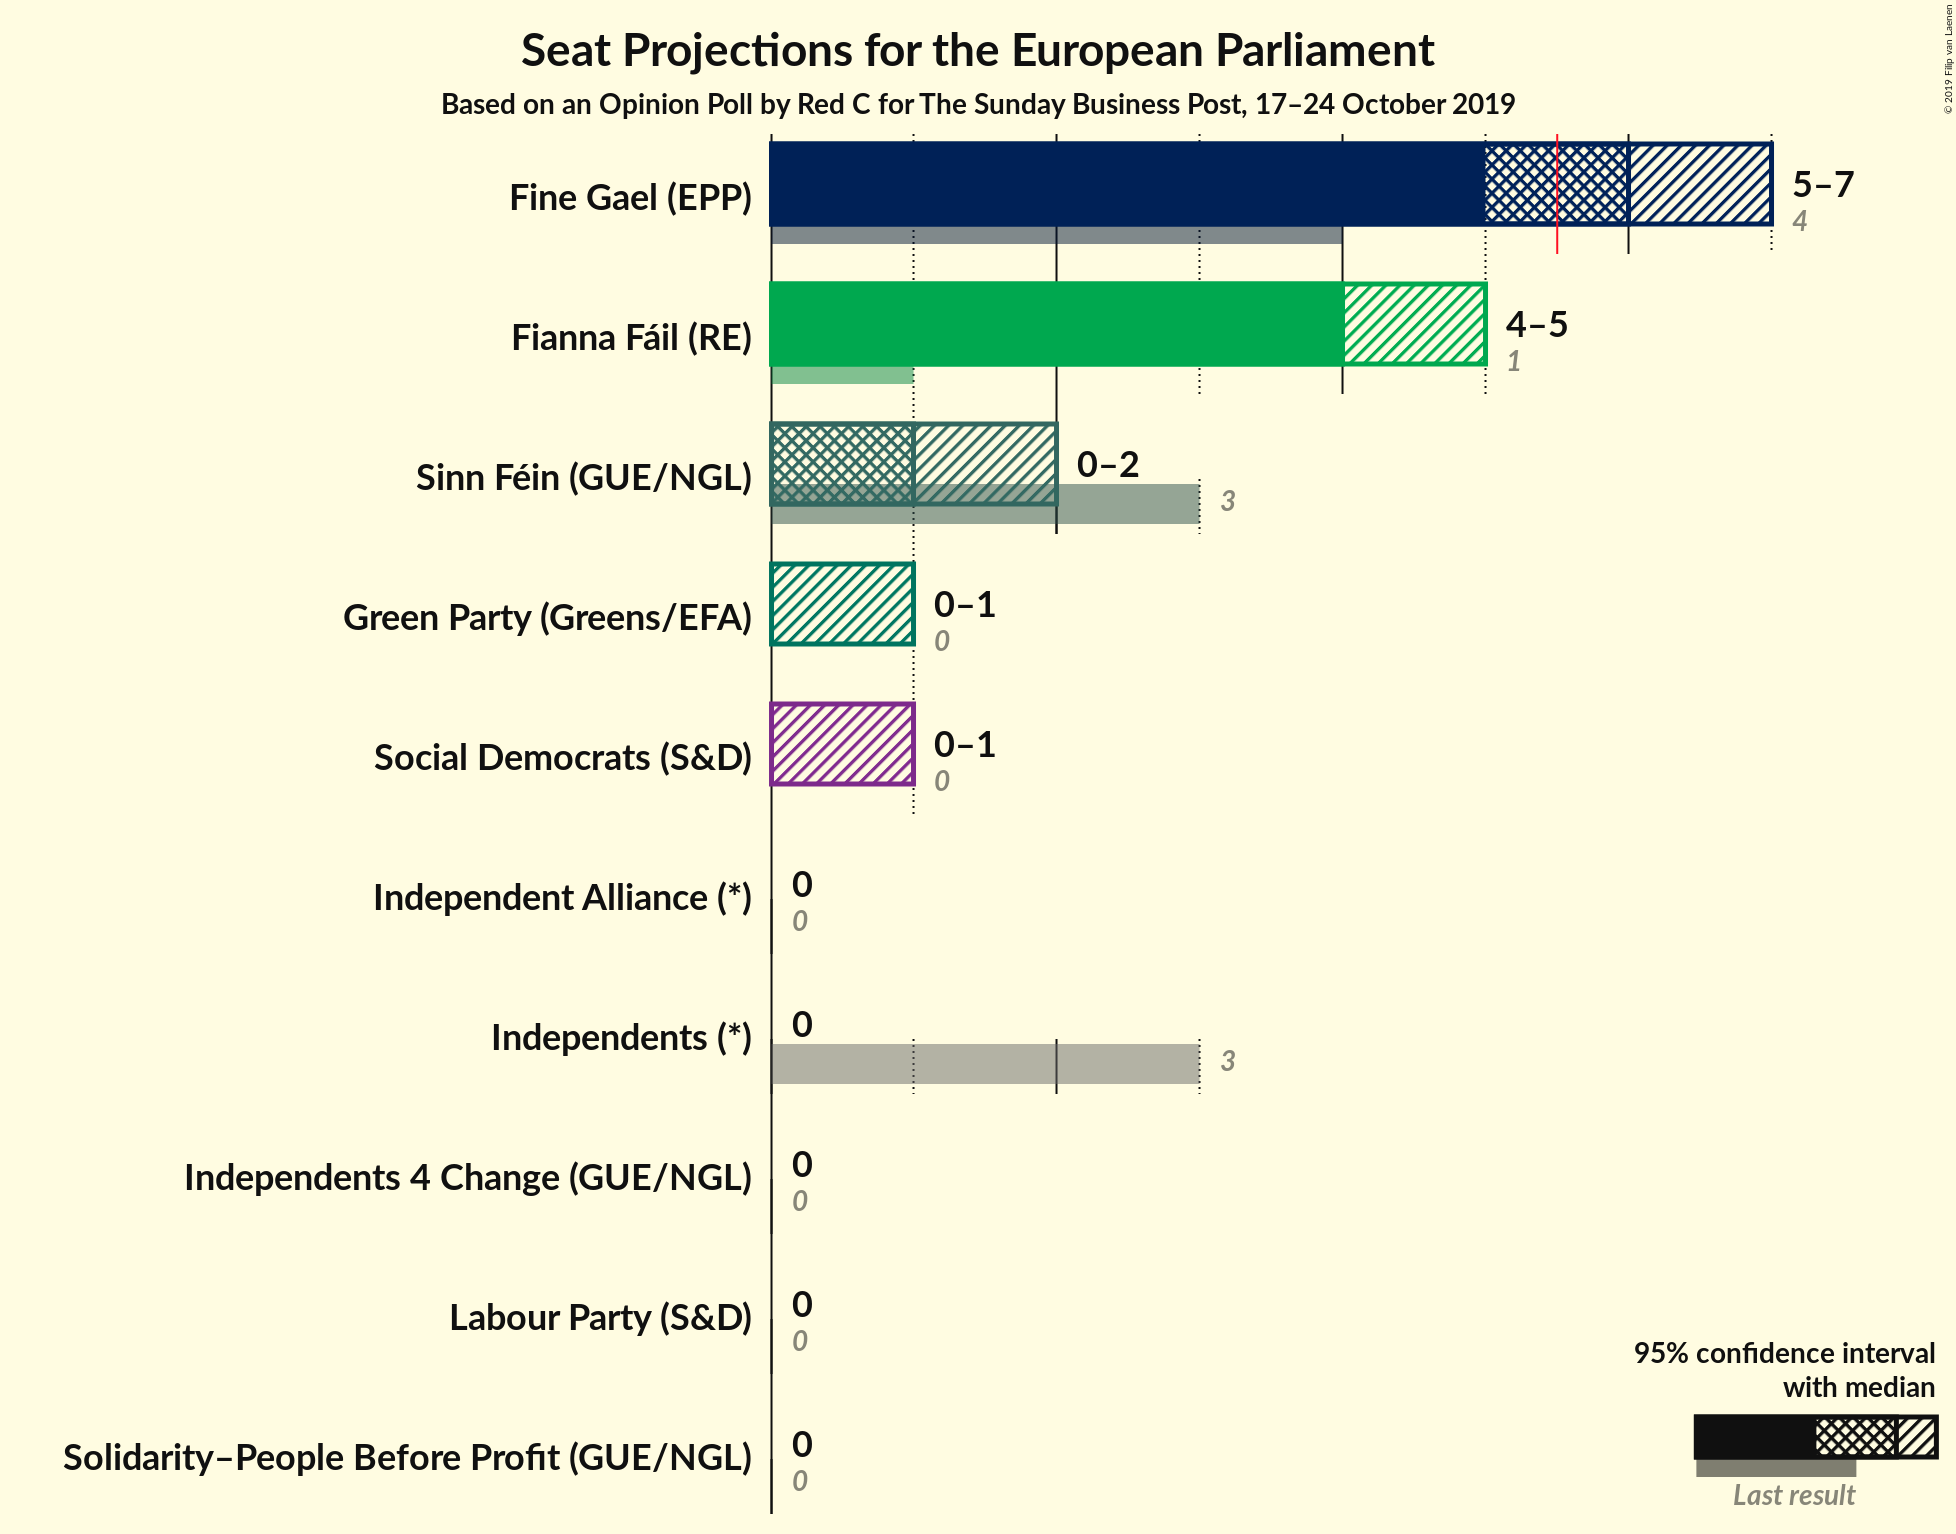 Seat Projections for the European Parliament
Based on an Opinion Poll by Red C for The Sunday Business Post, 17–24 October 2019
© 2019 Filip van Laenen
Fine Gael (EPP)
5–7
4
Fianna Fáil (RE)
4–5
1
Sinn Féin (GUE/NGL)
0–2
3
Green Party (Greens/EFA)
0–1
0
Social Democrats (S&D)
0–1
0
Independent Alliance (*)
0
0
Independents (*)
0
3
Independents 4 Change (GUE/NGL)
0
0
Labour Party (S&D)
0
0
Solidarity–People Before Profit (GUE/NGL)
0
0
95% confidence interval
with median
Last result